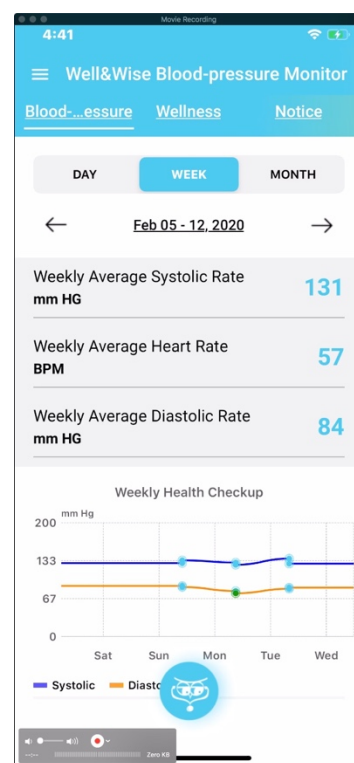 Movie Recording
4:41
Well&Wise Blood-pressure Monitor
Blood-...essure Wellness Notice
DAY WEEK MONTH
Feb 05 - 12, 2020
Weekly Average Systolic Rate
mm HG
131
Weekly Average Heart Rate
BPM
57
Weekly Average Diastolic Rate
mm HG
84
Weekly Health Checkup
mm Hg
200
133
67
0
Sat Sun Mon Tue Wed
Systolic Diasto
Zero KB